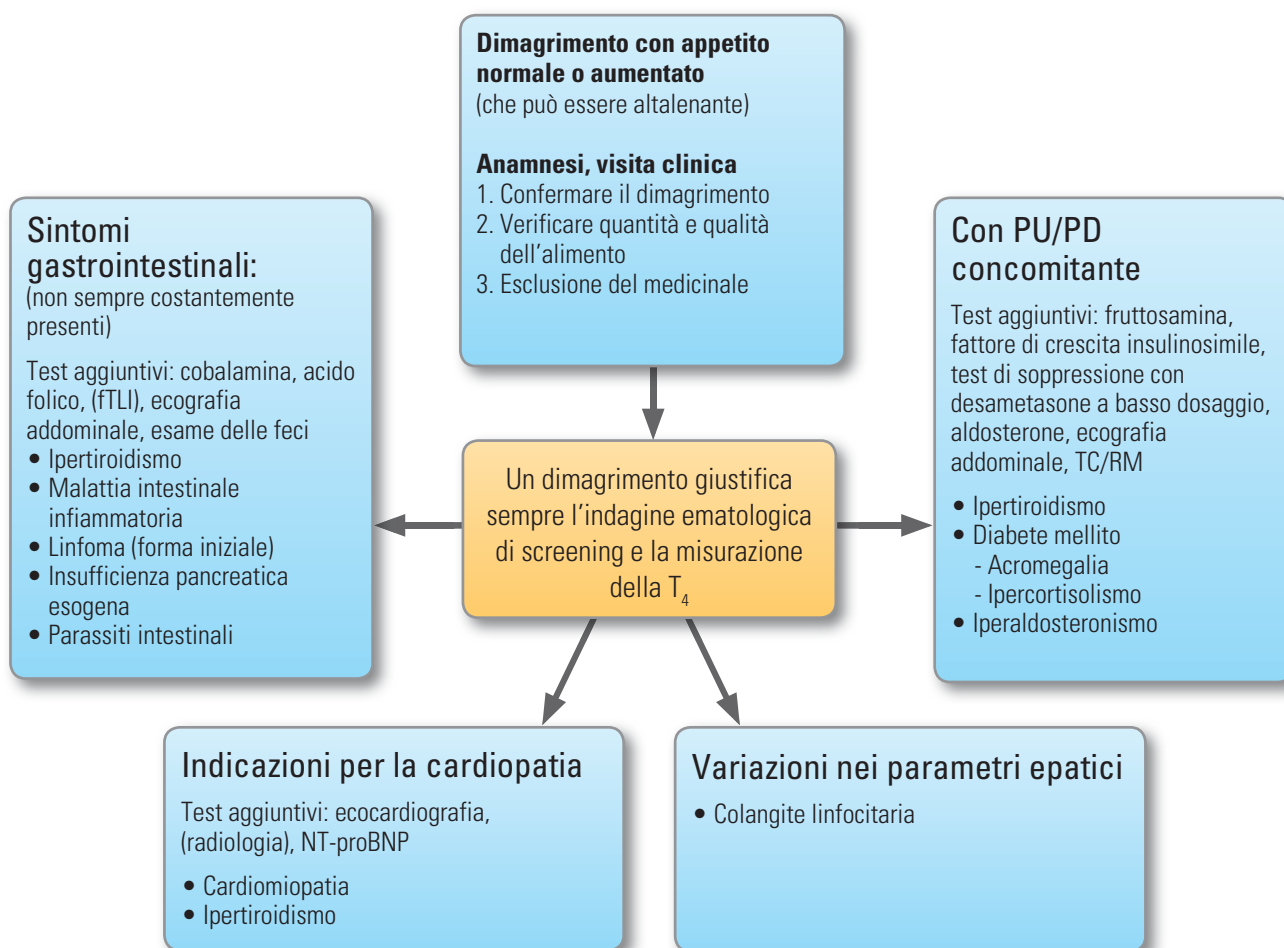 Dimagrimento con appetito
normale o aumentato
(che può essere altalenante)
Anamnesi, visita clinica
1. Confermare il dimagrimento
2. Verificare quantità e qualità
dell'alimento
3. Esclusione del medicinale
Sintomi
gastrointestinali:
(non sempre costantemente
presenti)
Test aggiuntivi: cobalamina, acido
folico, (fTLI), ecografia
addominale, esame delle feci
• Ipertiroidismo
• Malattia intestinale
infiammatoria
• Linfoma (forma iniziale)
• Insufficienza pancreatica
esogena
• Parassiti intestinali
Un dimagrimento giustifica
sempre l'indagine ematologica
di screening e la misurazione
della T4
Con PU/PD
concomitante
Test aggiuntivi: fruttosamina,
fattore di crescita insulinosimile,
test di soppressione con
desametasone a basso dosaggio,
aldosterone, ecografia
addominale, TC/RM
• Ipertiroidismo
• Diabete mellito
- Acromegalia
- Ipercortisolismo
• Iperaldosteronismo
Indicazioni per la cardiopatia
Test aggiuntivi: ecocardiografia,
(radiologia), NT-proBNP
• Cardiomiopatia
• Ipertiroidismo
Variazioni nei parametri epatici
• Colangite linfocitaria